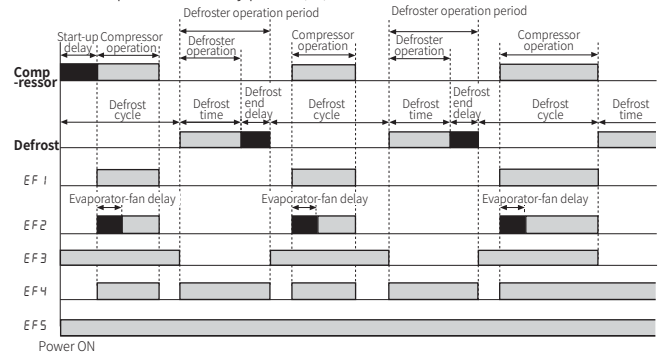 Defroster operation period
Defroster operation period
Start-up
delay
Compressor
operation
Defroster
operation
Compressor
operation
Defroster
operation
Compressor
operation
Comp
-ressor
Defrost
cycle
Defrost
time
Defrost
end
delay
Defrost
cycle
Defrost
time
Defrost
end
delay
Defrost
cycle
Defrost
time
Defrost
EF1
Evaporator-fan delay
Evaporator-fan delay
Evaporator-fan delay
EF2
EF3
EF4
EF5
Power ON